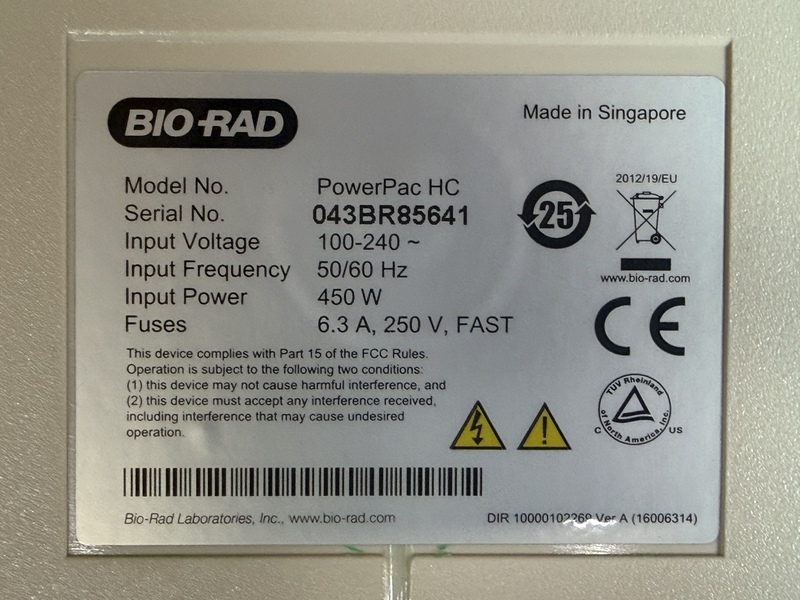 BIO-RAD
Made in Singapore
Model No. PowerPac HC
Serial No. 043BR85641
Input Voltage 100-240 ~
Input Frequency 50/60 Hz
Input Power 450 W
Fuses 6.3 A, 250 V, FAST
25
2012/19/EU
www.bio-rad.com
CE
This device complies with Part 15 of the FCC Rules.
Operation is subject to the following two conditions:
(1) this device may not cause harmful interference, and
(2) this device must accept any interference received,
including interference that may cause undesired
operation.
TÜV Rheinland
of North America, Inc.
C US
Bio-Rad Laboratories, Inc., www.bio-rad.com
DIR 10000102269 Ver A (16006314)